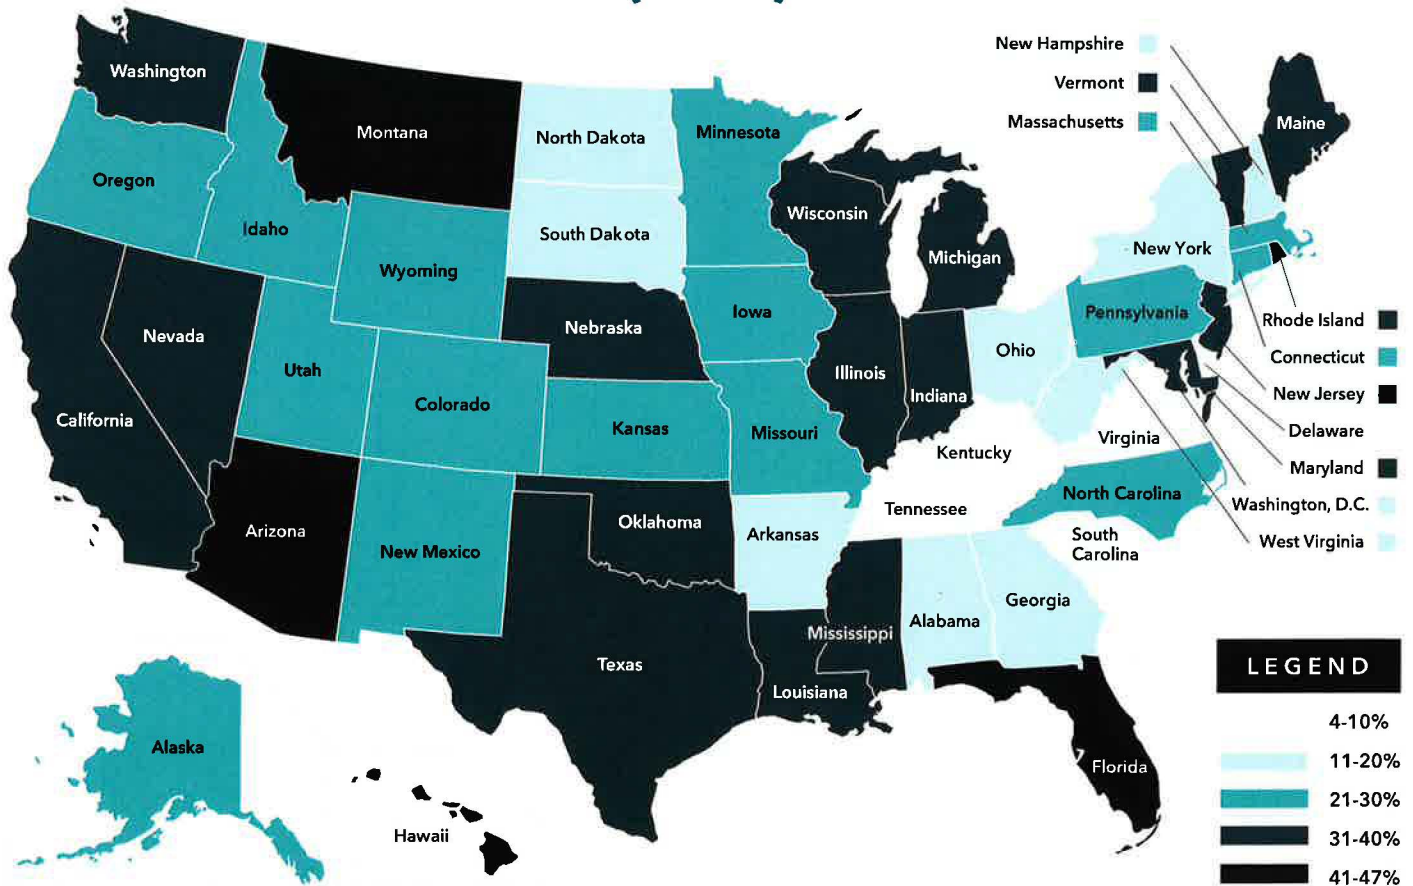 New Hampshire
Vermont
Massachusetts
Washington
Montana
North Dakota
Minnesota
Maine
Oregon
Idaho
South Dakota
Wisconsin
Michigan
New York
Wyoming
Nebraska
Iowa
Pennsylvania
Rhode Island
Nevada
Utah
Colorado
Illinois
Indiana
Ohio
Connecticut
New Jersey
California
Kansas
Missouri
Kentucky
Virginia
Delaware
Maryland
Arizona
New Mexico
Oklahoma
Arkansas
Tennessee
North Carolina
South
Carolina
Washington, D.C.
West Virginia
Texas
Mississippi
Alabama
Georgia
Louisiana
Florida
Alaska
Hawaii
LEGEND
4-10%
11-20%
21-30%
31-40%
41-47%